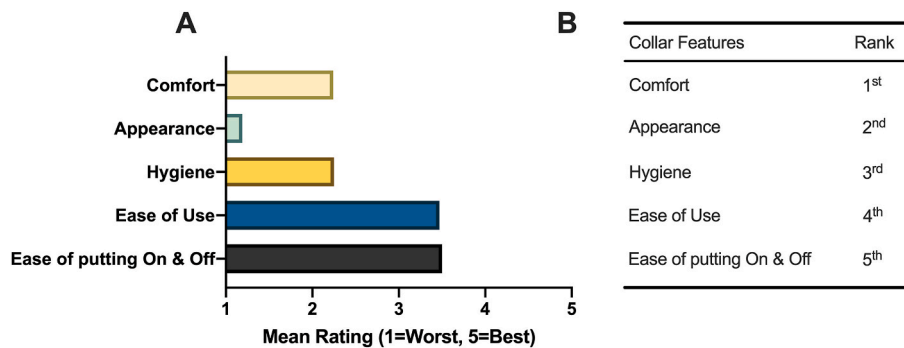 A
Comfort
Appearance
Hygiene
Ease of Use
Ease of putting On & Off
1 2 3 4 5
Mean Rating (1=Worst, 5=Best)
B
Collar Features Rank
Comfort 1st
Appearance 2nd
Hygiene 3rd
Ease of Use 4th
Ease of putting On & Off 5th